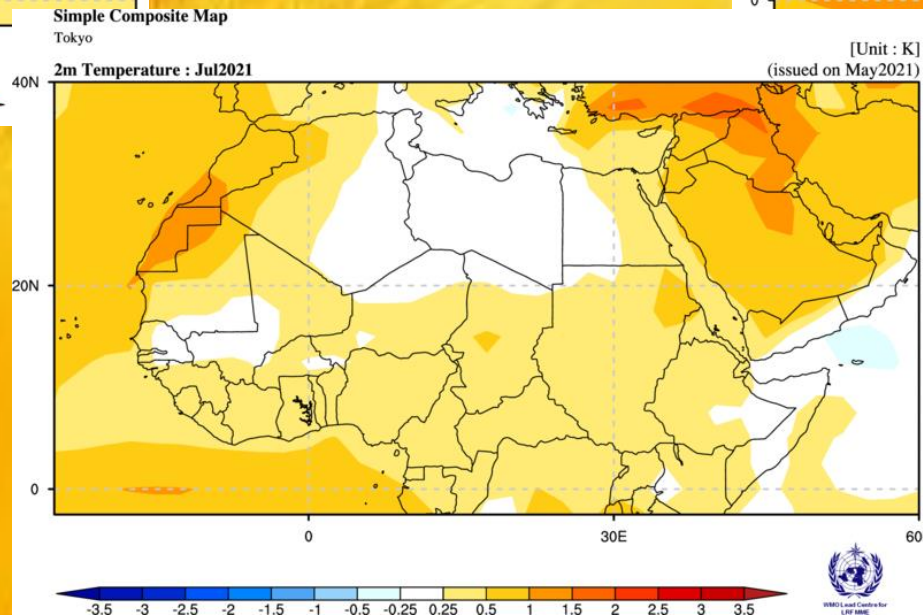 0
Simple Composite Map
Tokyo
[Unit : K]
2m Temperature : Jul2021
(issued on May2021)
40N
20N
0
0
30E
60
-3.5 -3 -2.5 -2 -1.5 -1 -0.5 -0.25 0.25 0.5 1 1.5 2 2.5 3 3.5
WMO Lead Centre for
LRF MME